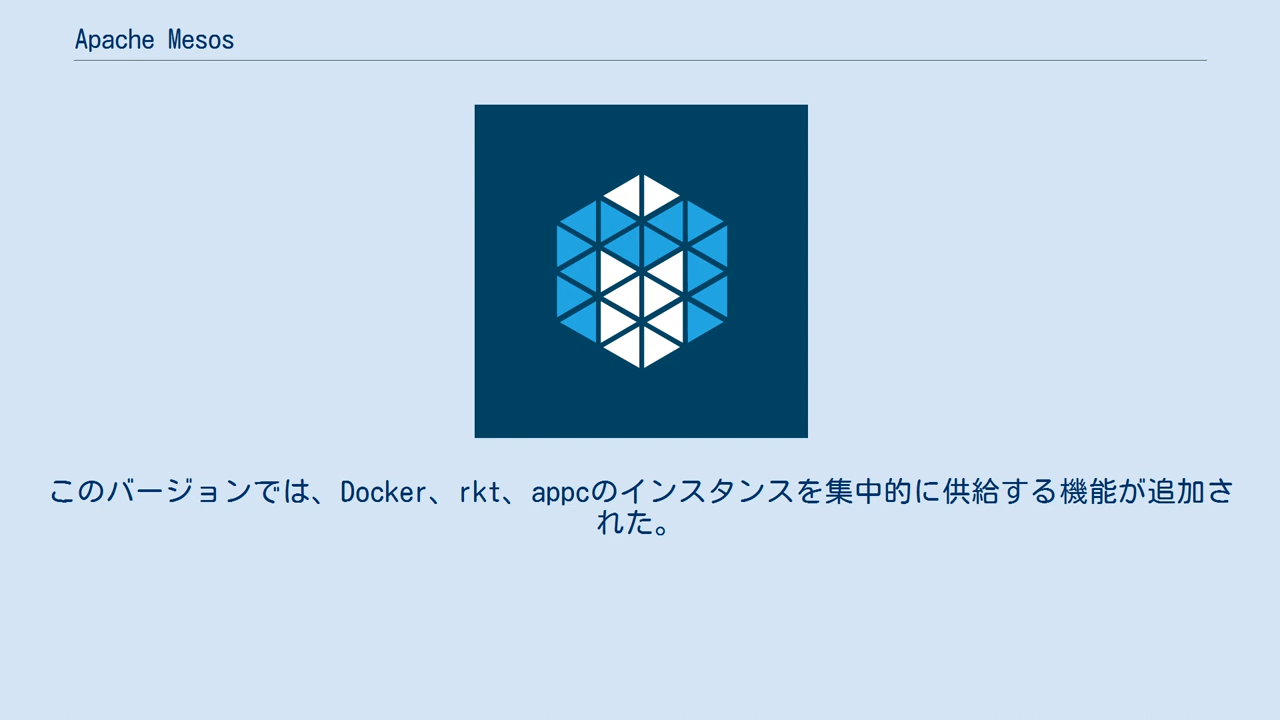 Apache Mesos
このバージョンでは、Docker、rkt、appcのインスタンスを集中的に供給する機能が追加さ
れた。